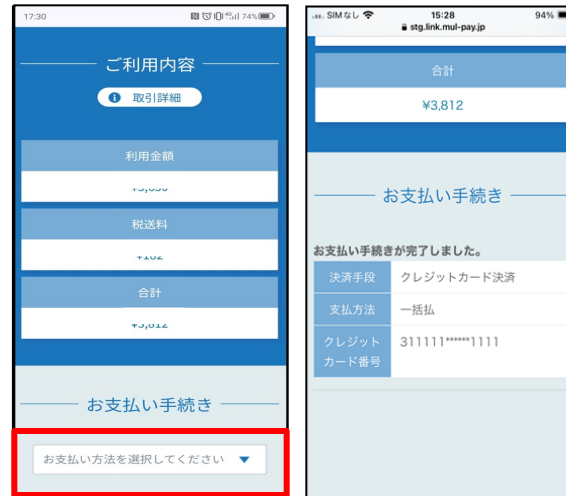 17:30
74%
ご利用内容
取引詳細
利用金額
税送料
合計
お支払い手続き
お支払い方法を選択してください
SIMなし 15:28 94%
stg.link.mul-pay.jp
合計
¥3,812
お支払い手続き
お支払い手続きが完了しました。
決済手段 クレジットカード決済
支払方法 一括払
クレジット 311111******1111
カード番号